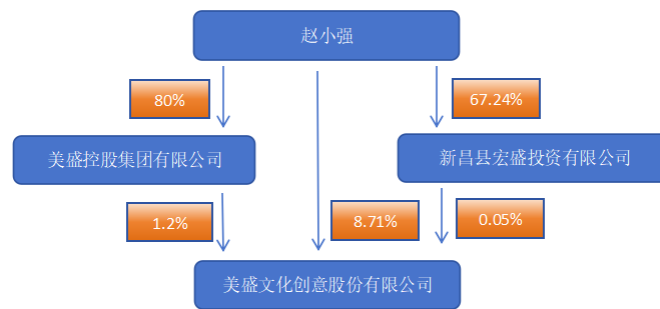 赵小强
80%
67.24%
美盛控股集团有限公司
新昌县宏盛投资有限公司
1.2%
8.71%
0.05%
美盛文化创意股份有限公司